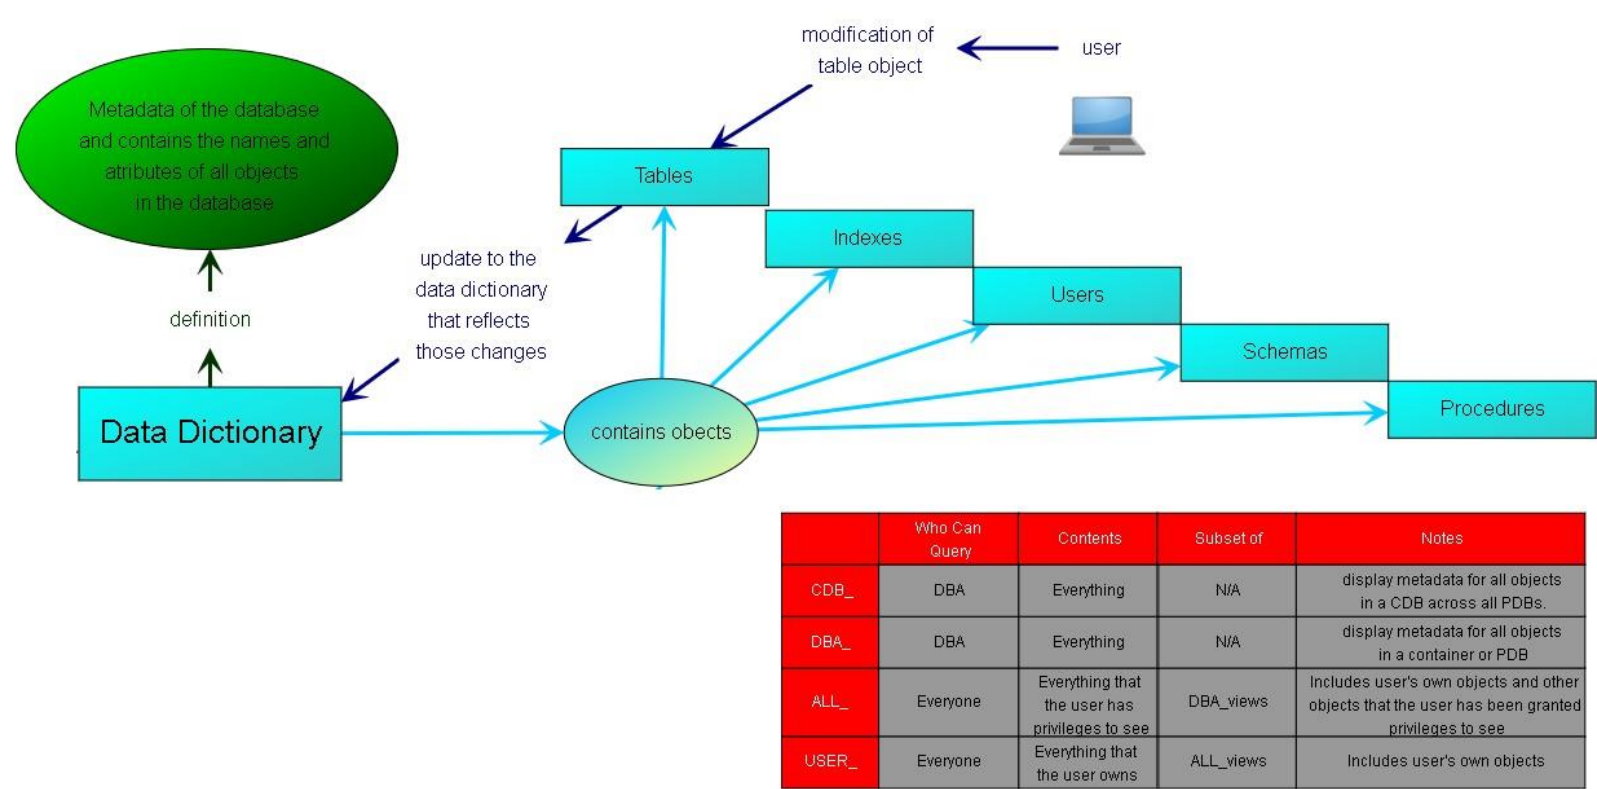 modification of
table object
user
Metadata of the database
and contains the names and
atributes of all objects
in the database
Tables
Indexes
Users
Schemas
Procedures
update to the
data dictionary
that reflects
those changes
definition
Data Dictionary
contains obects
Who Can
Query
Contents
Subset of
Notes
CDB_
DBA
Everything
N/A
display metadata for all objects
in a CDB across all PDBs.
DBA_
DBA
Everything
N/A
display metadata for all objects
in a container or PDB
ALL_
Everyone
Everything that
the user has
privileges to see
DBA_views
Includes user's own objects and other
objects that the user has been granted
privileges to see
USER_
Everyone
Everything that
the user owns
ALL_views
Includes user's own objects